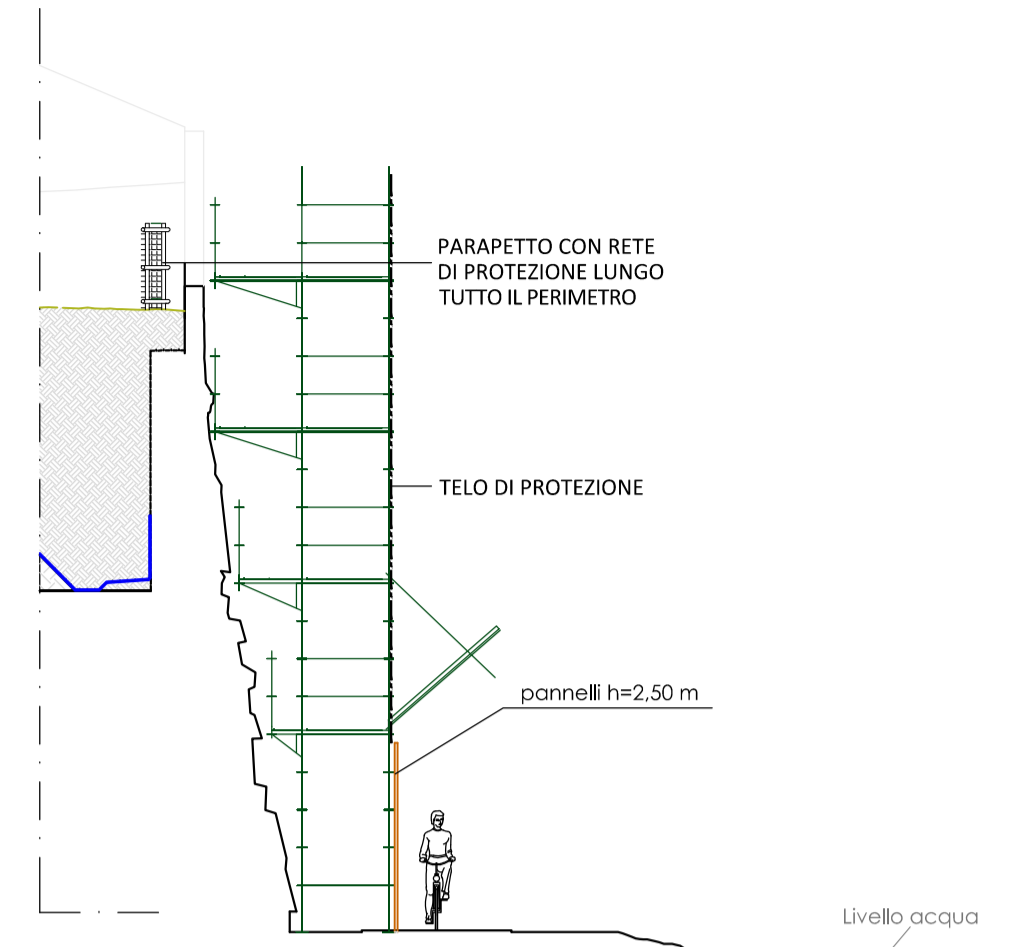 PARAPETTO CON RETE
DI PROTEZIONE LUNGO
TUTTO IL PERIMETRO
TELO DI PROTEZIONE
pannelli h=2,50 m
Livello acqua